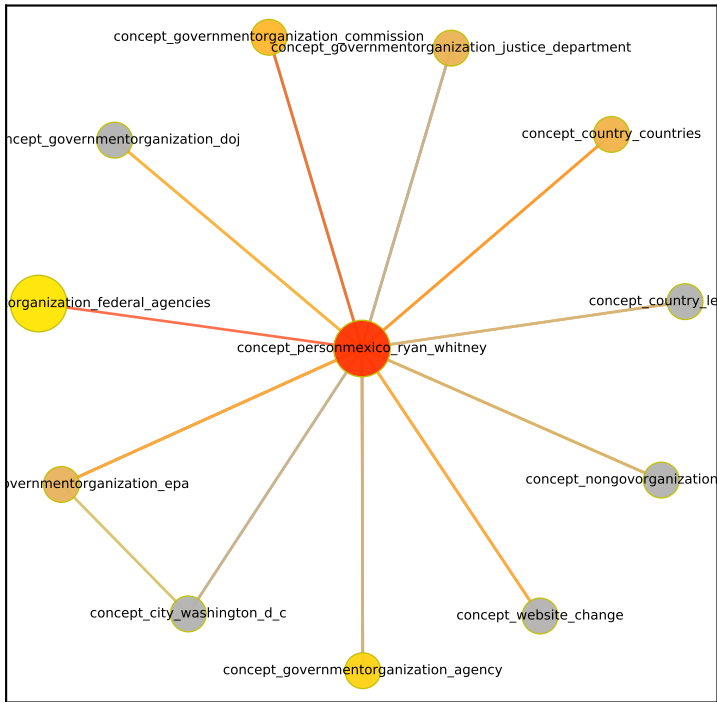 concept_governmentorganization_commission
concept_governmentorganization_justice_department
concept_country_countries
ncept_governmentorganization_doj
concept_country_le
organization_federal_agencies
concept_personmexico_ryan_whitney
concept_nongovorganization
overnmentorganization_epa
concept_city_washington_d_c
concept_website_change
concept_governmentorganization_agency